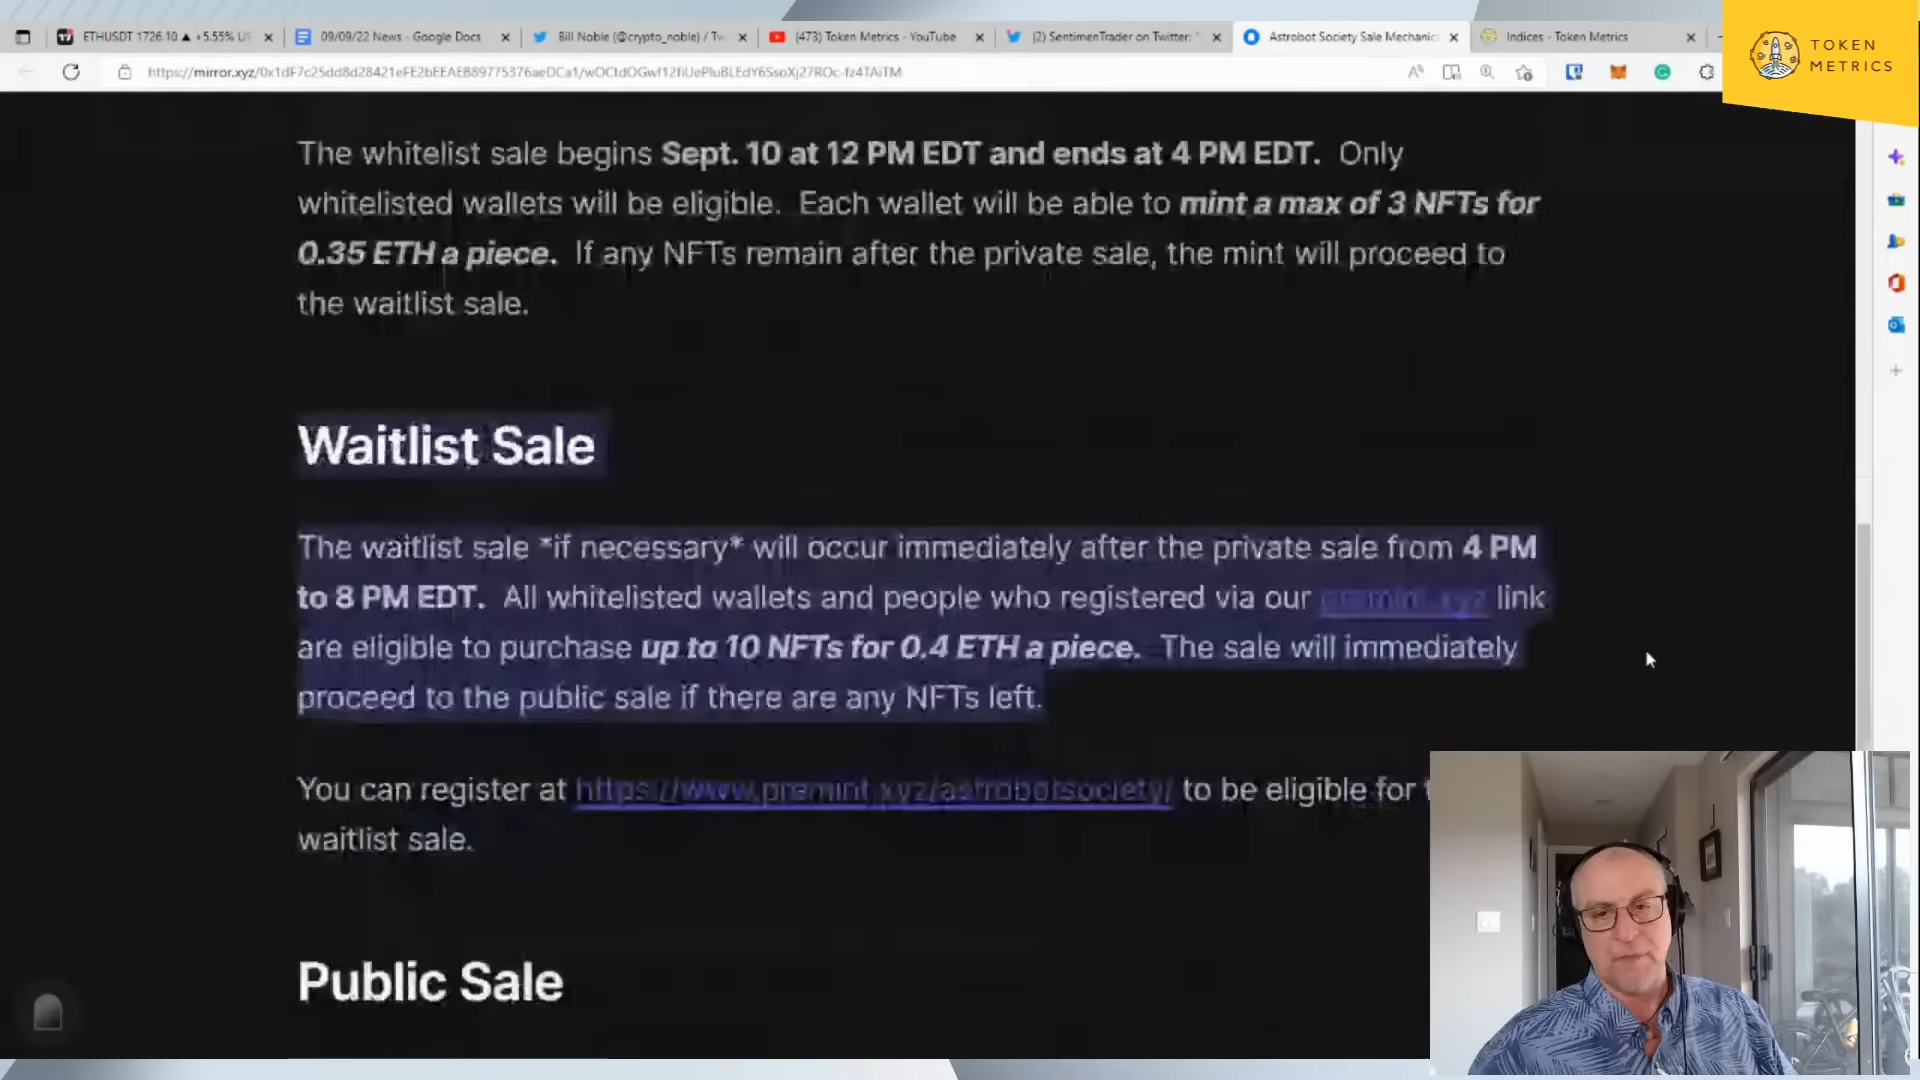 ETHUSDT 1726.10 ▲ +5.55%
09/09/22 News - Google Docs
Bill Noble (@crypto_noble) / Tw
(473) Token Metrics - YouTube
(2) SentimenTrader on Twitter: "
Astrobot Society Sale Mechanic
Indices - Token Metrics
TOKEN
METRICS
The whitelist sale begins Sept. 10 at 12 PM EDT and ends at 4 PM EDT. Only
whitelisted wallets will be eligible. Each wallet will be able to mint a max of 3 NFTs for
0.35 ETH a piece. If any NFTs remain after the private sale, the mint will proceed to
the waitlist sale.
Waitlist Sale
The waitlist sale *if necessary* will occur immediately after the private sale from 4 PM
to 8 PM EDT. All whitelisted wallets and people who registered via our premint.xyz link
are eligible to purchase up to 10 NFTs for 0.4 ETH a piece. The sale will immediately
proceed to the public sale if there are any NFTs left.
You can register at https://www.premint.xyz/astrobotsociety/ to be eligible for
waitlist sale.
Public Sale